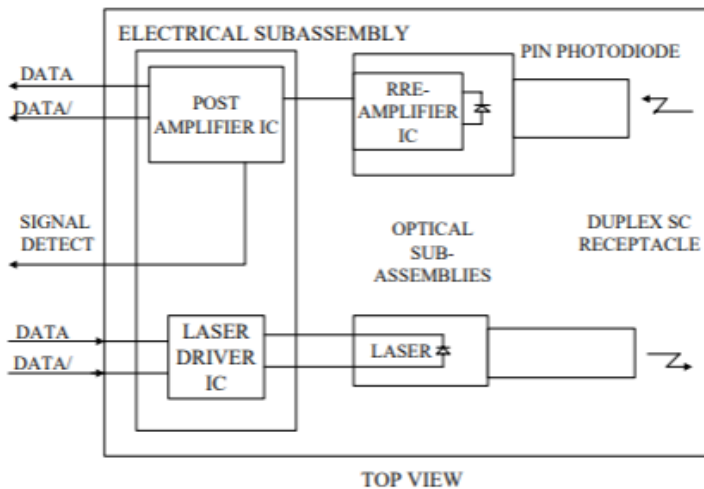 ELECTRICAL SUBASSEMBLY
DATA
DATA/
POST
AMPLIFIER IC
RRE-
AMPLIFIER
IC
PIN PHOTODIODE
SIGNAL
DETECT
OPTICAL
SUB-
ASSEMBLIES
DUPLEX SC
RECEPTACLE
DATA
DATA/
LASER
DRIVER
IC
LASER
TOP VIEW